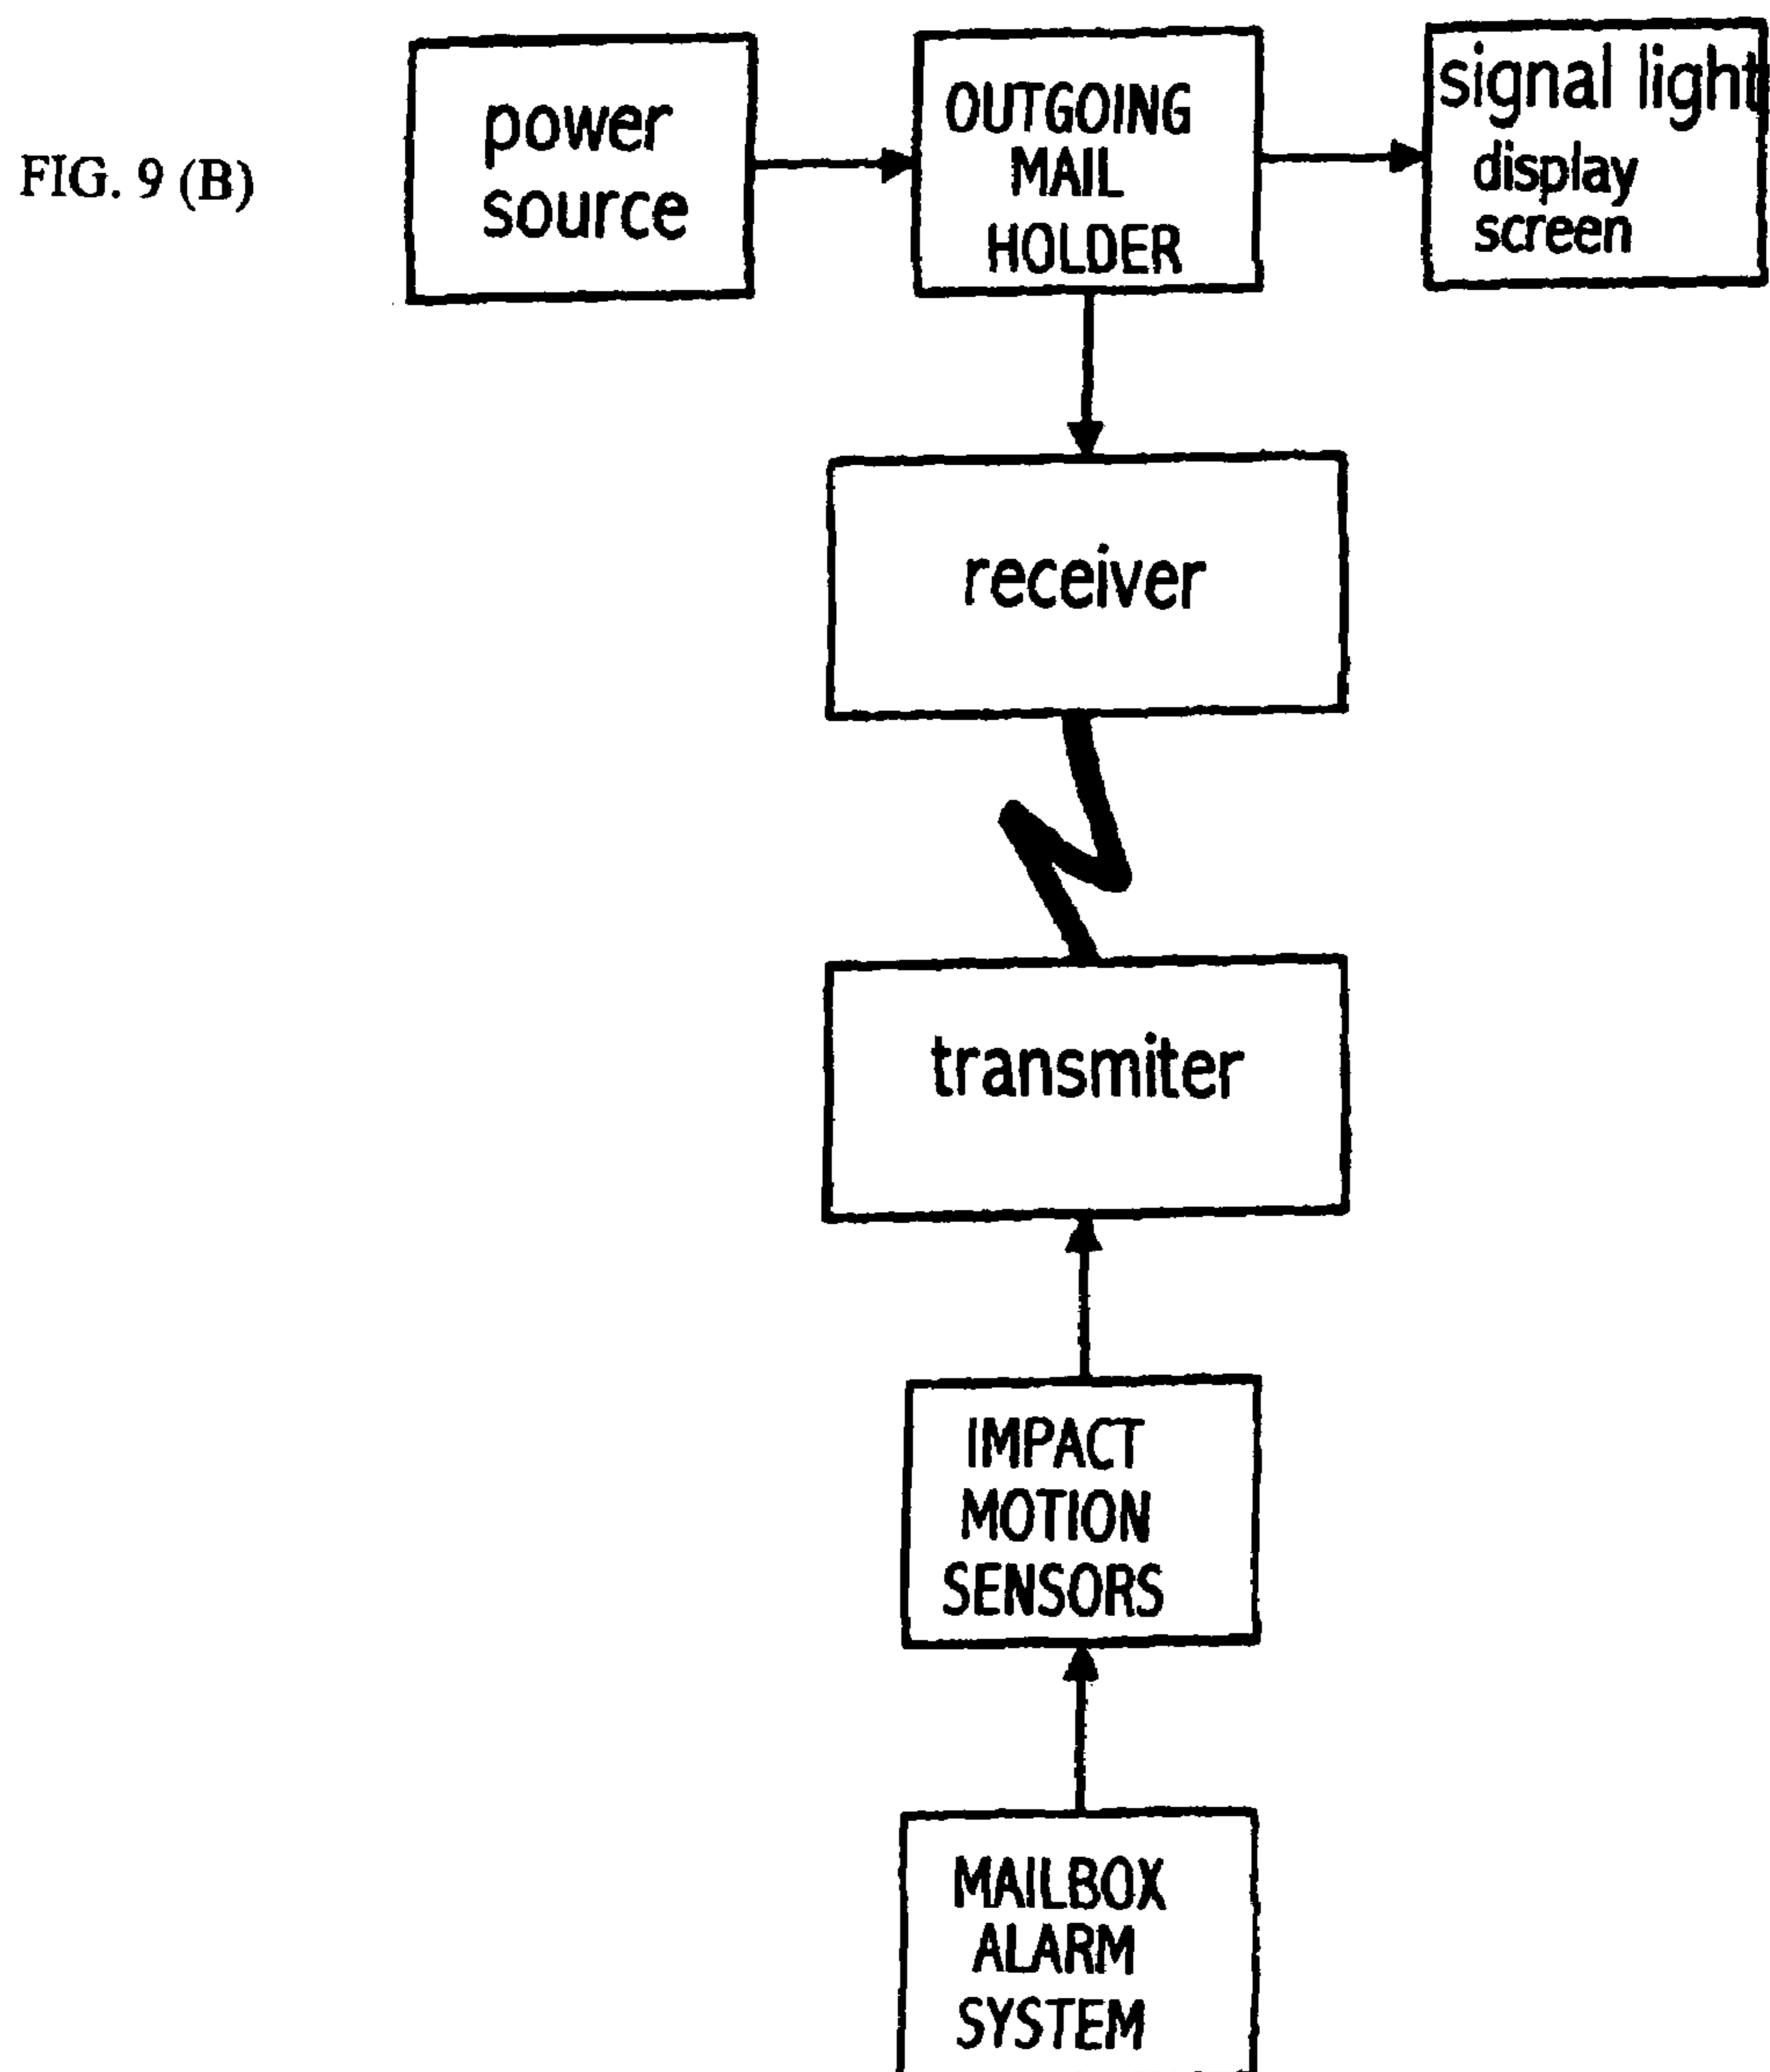 FIG. 9 (B)
power
source
OUTGOING
MAIL
HOLDER
signal light
display
screen
receiver
transmiter
IMPACT
MOTION
SENSORS
MAILBOX
ALARM
SYSTEM